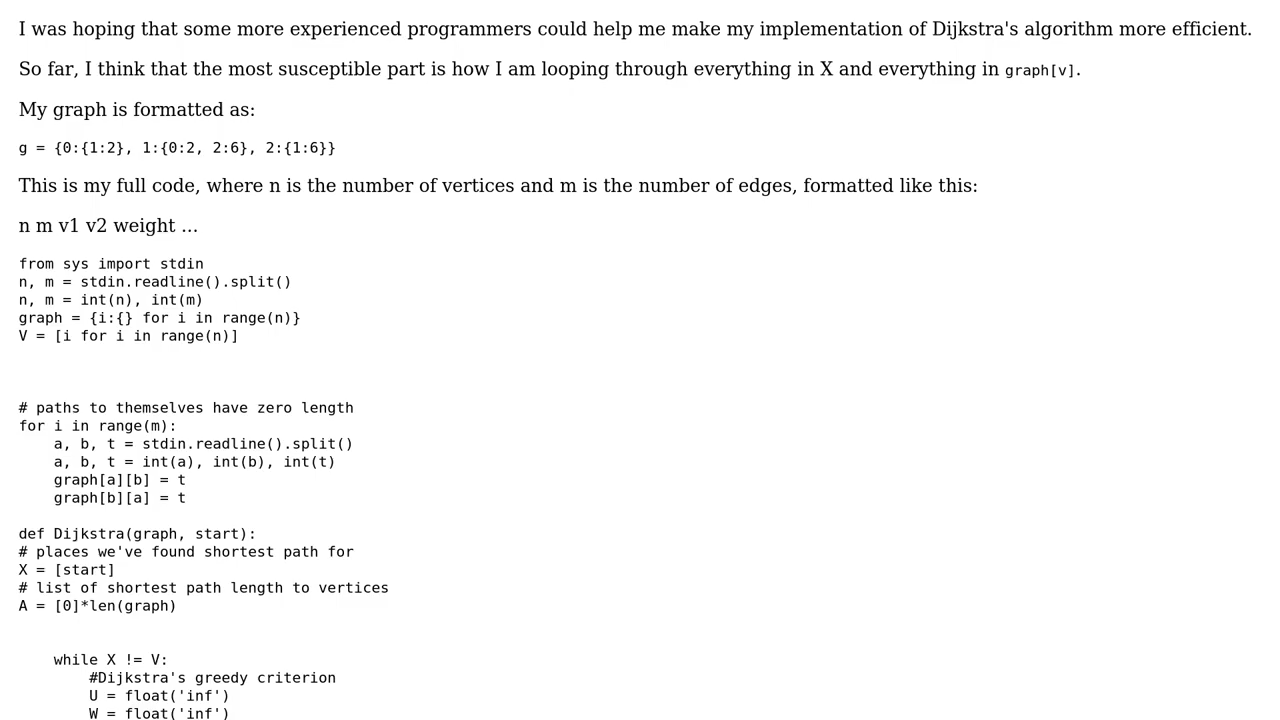 I was hoping that some more experienced programmers could help me make my implementation of Dijkstra's algorithm more efficient.
So far, I think that the most susceptible part is how I am looping through everything in X and everything in graph[v].
My graph is formatted as:
g = {0:{1:2}, 1:{0:2, 2:6}, 2:{1:6}}
This is my full code, where n is the number of vertices and m is the number of edges, formatted like this:
n m v1 v2 weight ...
from sys import stdin
n, m = stdin.readline().split()
n, m = int(n), int(m)
graph = {i:{} for i in range(n)}
V = [i for i in range(n)]
# paths to themselves have zero length
for i in range(m):
    a, b, t = stdin.readline().split()
    a, b, t = int(a), int(b), int(t)
    graph[a][b] = t
    graph[b][a] = t
def Dijkstra(graph, start):
# places we've found shortest path for
X = [start]
# list of shortest path length to vertices
A = [0]*len(graph)
    while X != V:
        #Dijkstra's greedy criterion
        U = float('inf')
        W = float('inf')